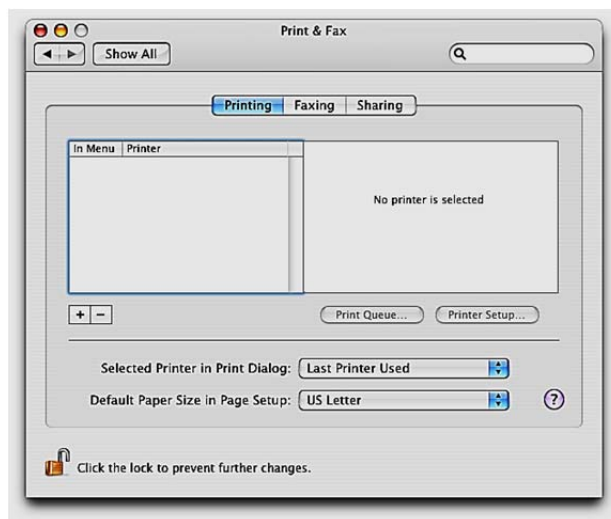 Print & Fax
Show All
Printing Faxing Sharing
In Menu Printer
No printer is selected
+ −
Print Queue... Printer Setup...
Selected Printer in Print Dialog: Last Printer Used
Default Paper Size in Page Setup: US Letter ?
Click the lock to prevent further changes.